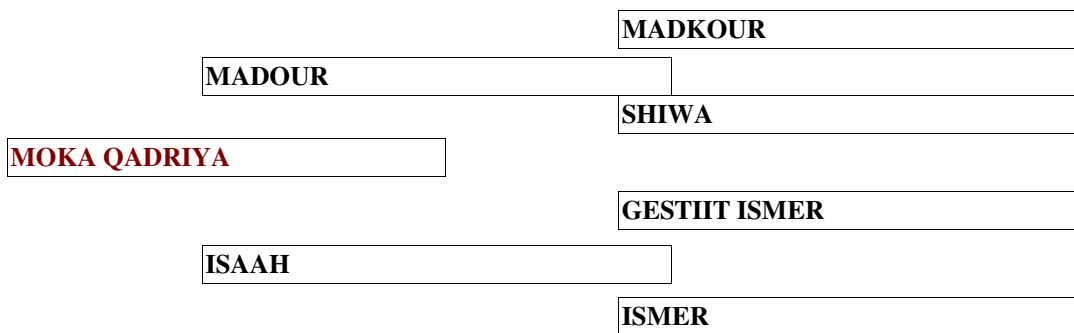 MADKOUR
MADOUR
SHIWA
MOKA QADRIYA
GESTIIT ISMER
ISAAH
ISMER